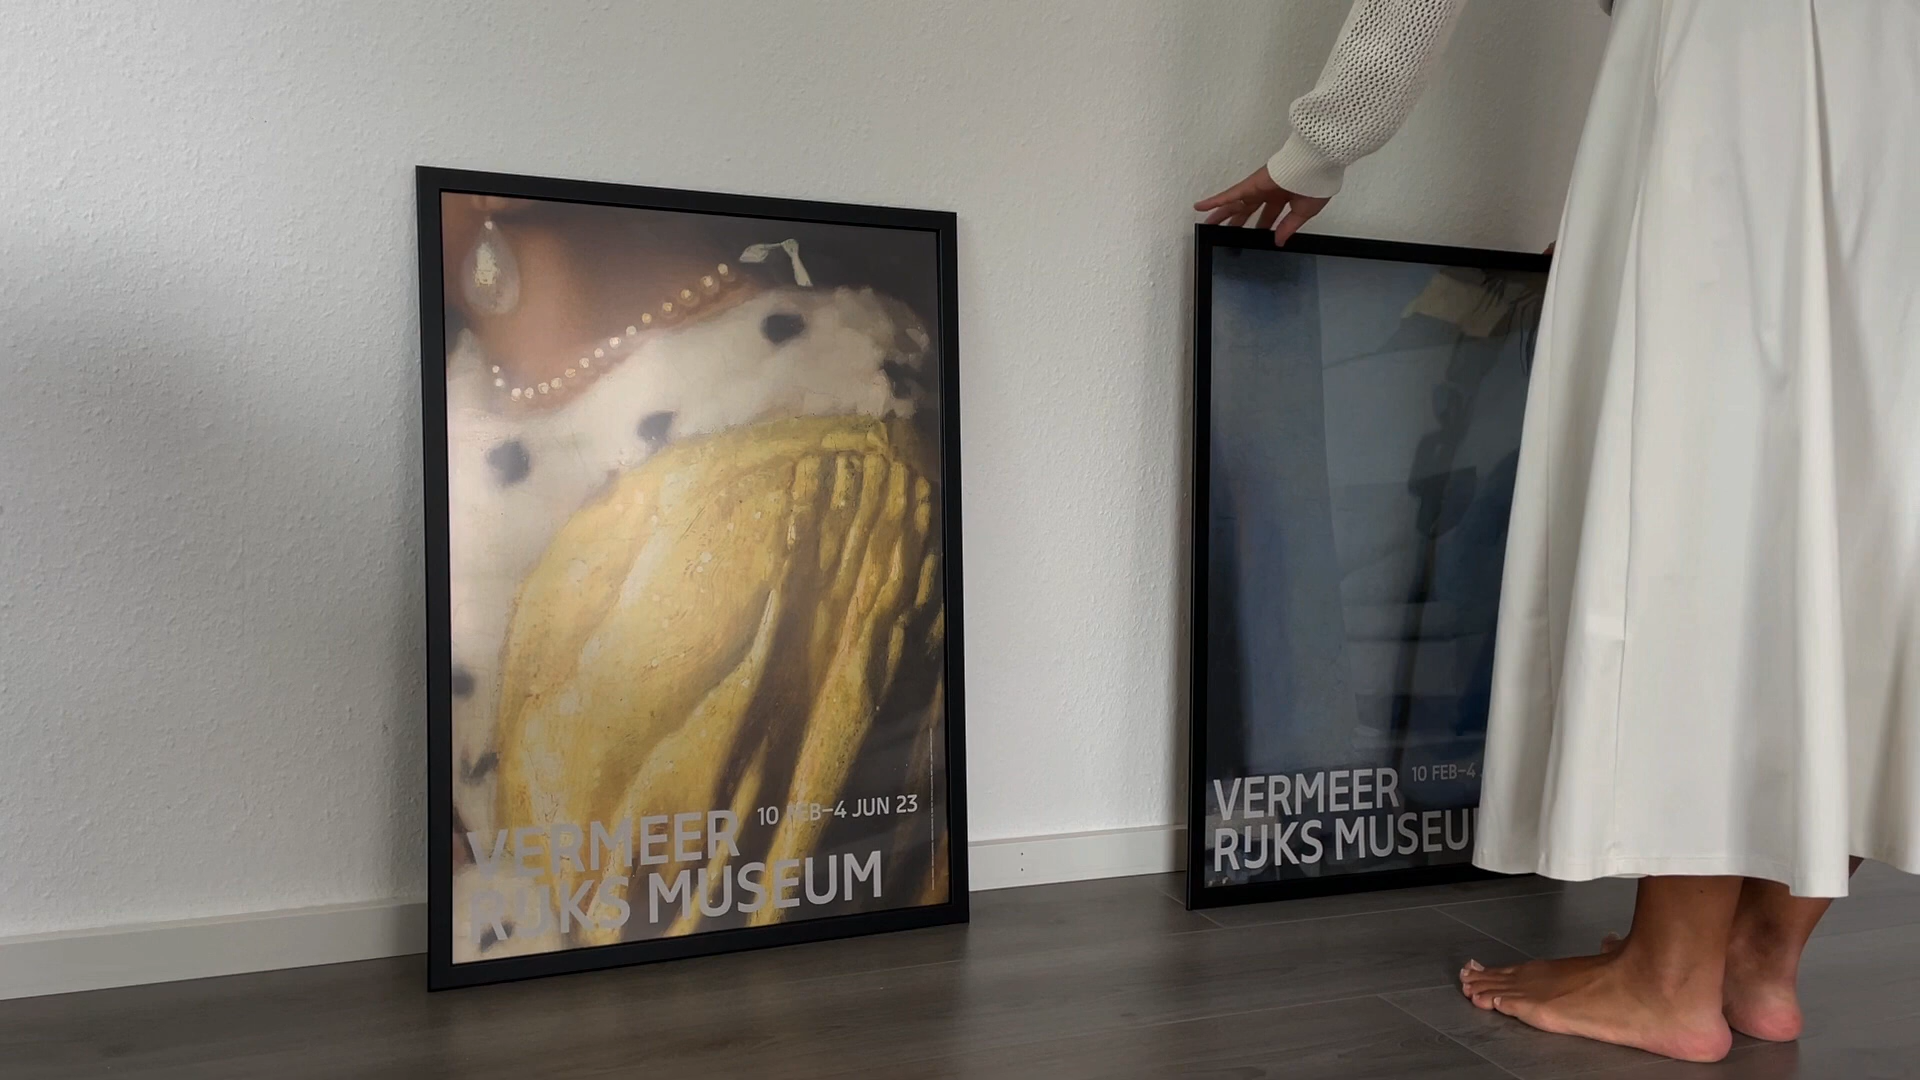 10 FEB–4 JUN 23
VERMEER
RIJKS MUSEUM
VERMEER 10 FEB–4
RIJKS MUSEU